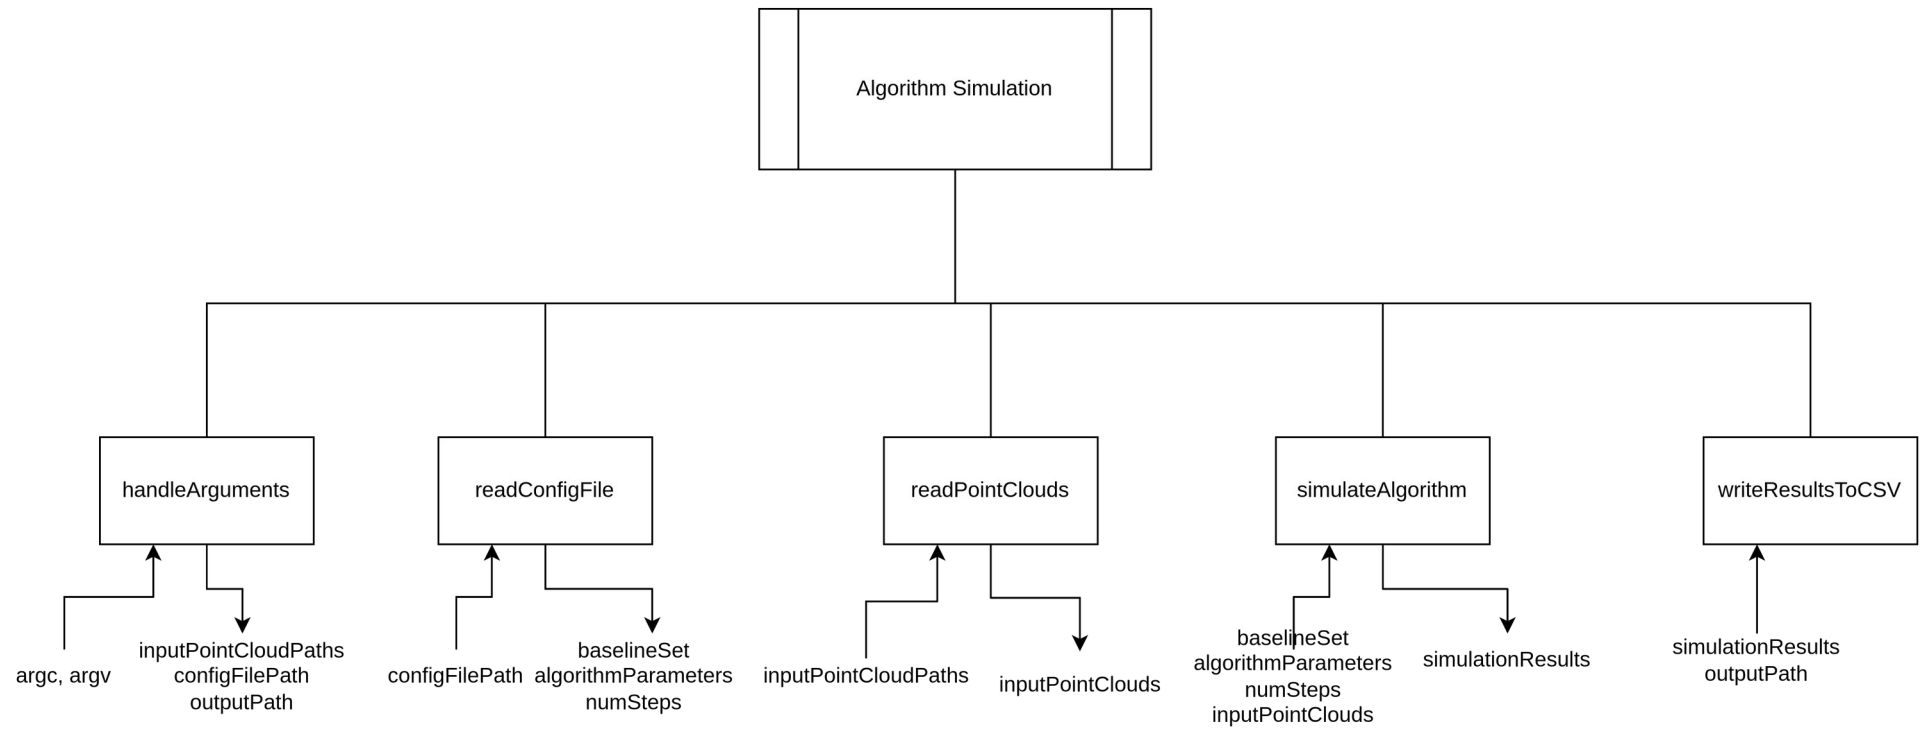 Algorithm Simulation
handleArguments
readConfigFile
readPointClouds
simulateAlgorithm
writeResultsToCSV
argc, argv
inputPointCloudPaths
configFilePath
outputPath
configFilePath
baselineSet
algorithmParameters
numSteps
inputPointCloudPaths
inputPointClouds
baselineSet
algorithmParameters
numSteps
inputPointClouds
simulationResults
simulationResults
outputPath